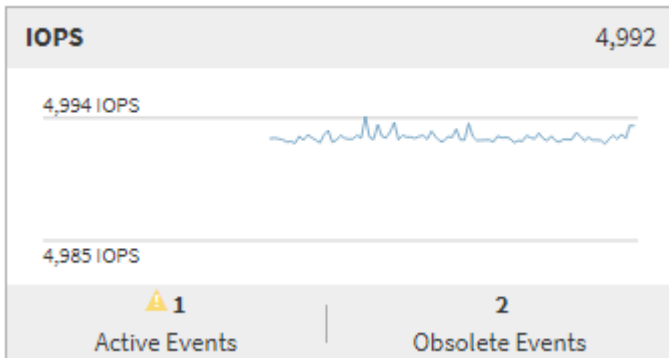 IOPS 4,992
4,994 IOPS
4,985 IOPS
1 2
Active Events Obsolete Events